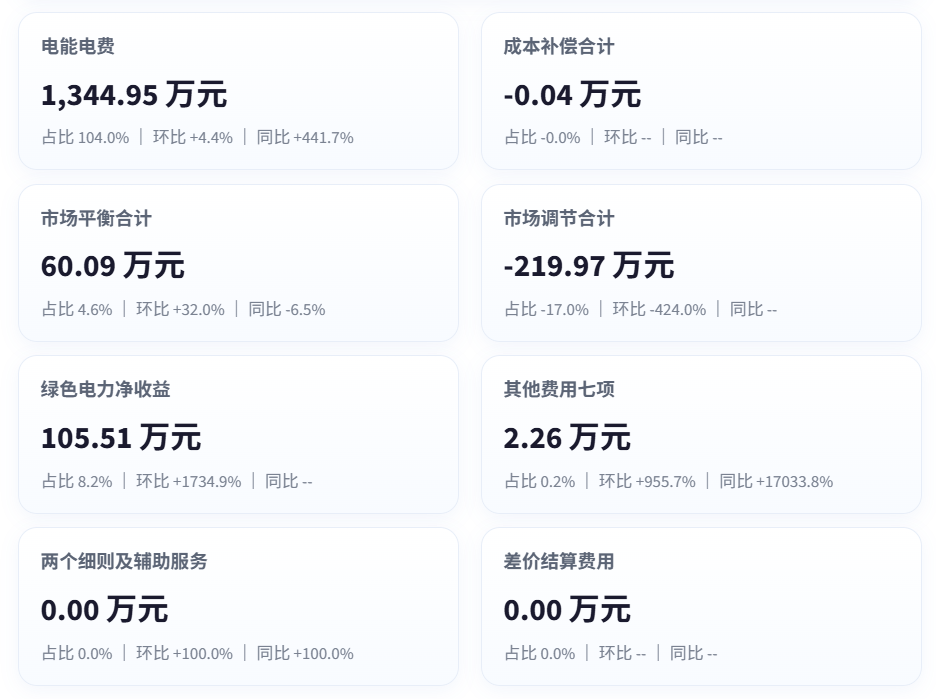 电能电费
1,344.95 万元
占比 104.0% | 环比 +4.4% | 同比 +441.7%
成本补偿合计
-0.04 万元
占比 -0.0% | 环比 -- | 同比 --
市场平衡合计
60.09 万元
占比 4.6% | 环比 +32.0% | 同比 -6.5%
市场调节合计
-219.97 万元
占比 -17.0% | 环比 -424.0% | 同比 --
绿色电力净收益
105.51 万元
占比 8.2% | 环比 +1734.9% | 同比 --
其他费用七项
2.26 万元
占比 0.2% | 环比 +955.7% | 同比 +17033.8%
两个细则及辅助服务
0.00 万元
占比 0.0% | 环比 +100.0% | 同比 +100.0%
差价结算费用
0.00 万元
占比 0.0% | 环比 -- | 同比 --